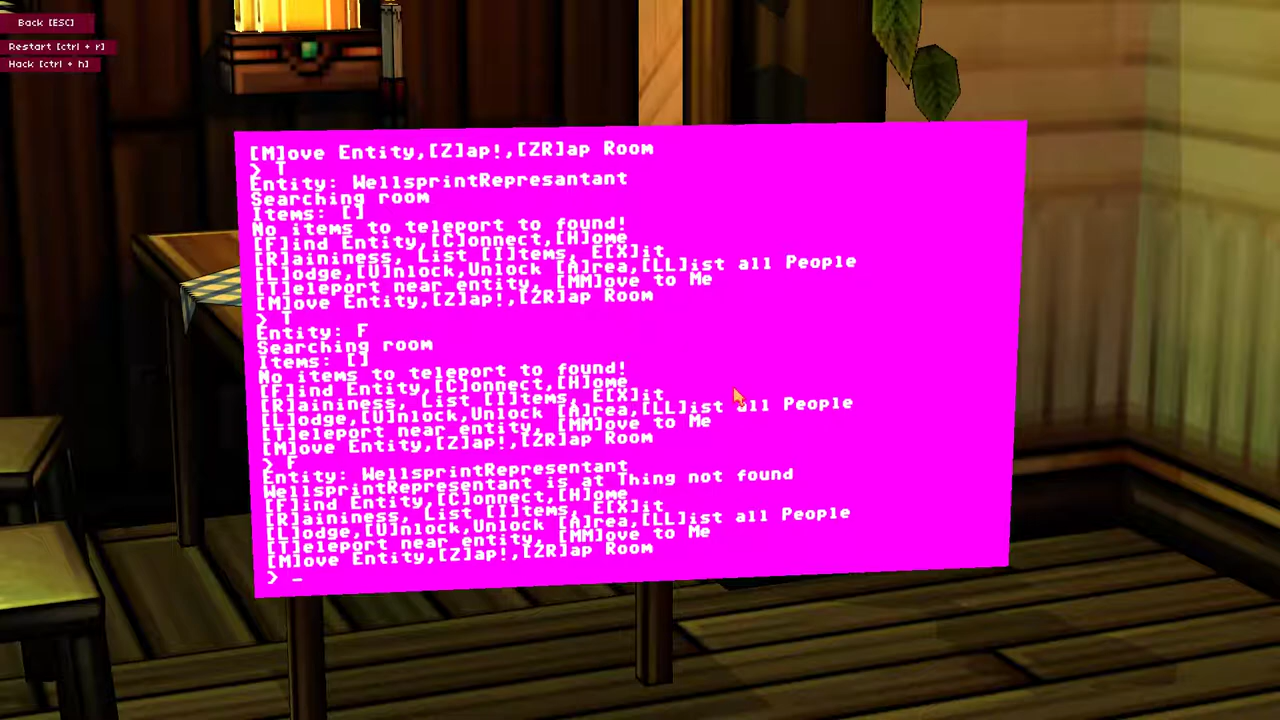 Back [ESC]
Restart [ctrl + r]
Hack [ctrl + h]
[M]ove Entity,[Z]ap!,[ZR]ap Room
> T
Entity: WellsprintRepresantant
Searching room
Items: []
No items to teleport to found!
[F]ind Entity,[C]onnect,[H]ome
[R]aininess, List [I]tems, E[X]it
[L]odge,[U]nlock,Unlock [A]rea,[LL]ist all People
[T]eleport near entity, [MM]ove to Me
[M]ove Entity,[Z]ap!,[ZR]ap Room
> T
Entity: F
Searching room
Items: []
No items to teleport to found!
[F]ind Entity,[C]onnect,[H]ome
[R]aininess, List [I]tems, E[X]it
[L]odge,[U]nlock,Unlock [A]rea,[LL]ist all People
[T]eleport near entity, [MM]ove to Me
[M]ove Entity,[Z]ap!,[ZR]ap Room
> F
Entity: WellsprintRepresentant
WellsprintRepresentant is at Thing not found
[F]ind Entity,[C]onnect,[H]ome
[R]aininess, List [I]tems, E[X]it
[L]odge,[U]nlock,Unlock [A]rea,[LL]ist all People
[T]eleport near entity, [MM]ove to Me
[M]ove Entity,[Z]ap!,[ZR]ap Room
> _